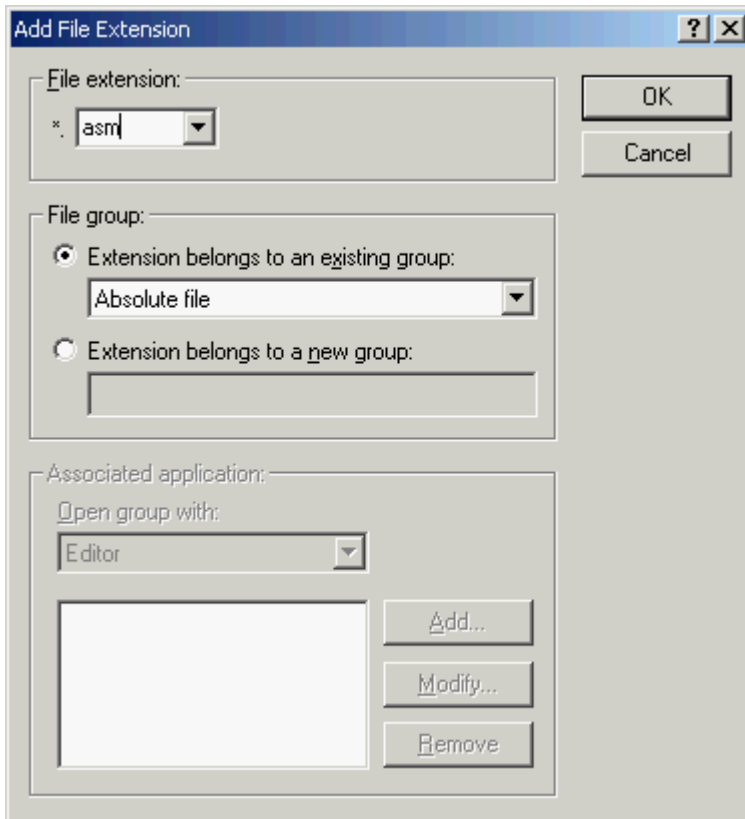 Add File Extension
File extension:
*. asm
OK
Cancel
File group:
Extension belongs to an existing group:
Absolute file
Extension belongs to a new group:
Associated application:
Open group with:
Editor
Add...
Modify...
Remove